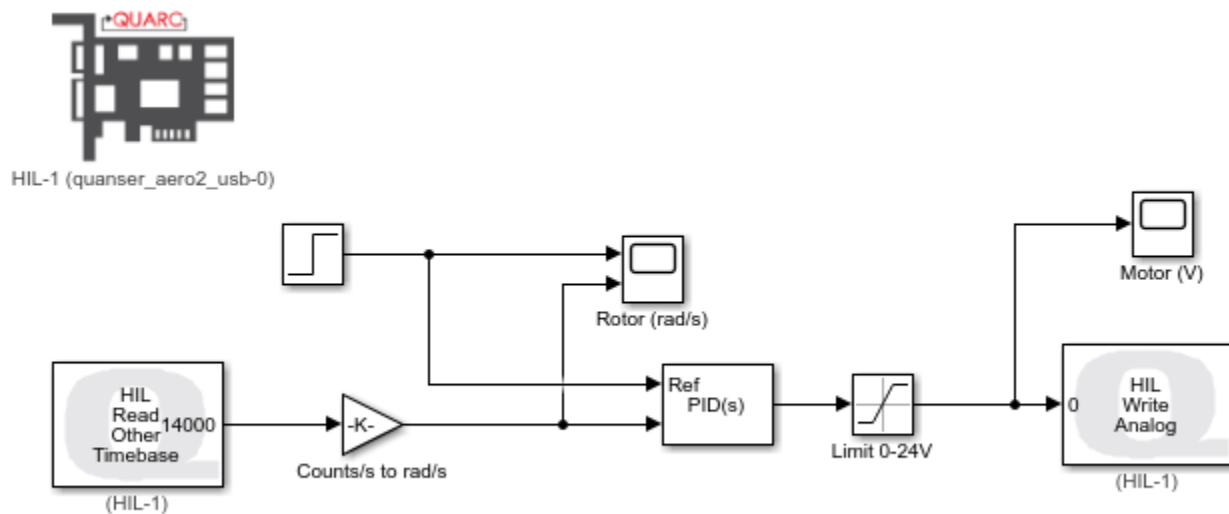 QUARC
HIL-1 (quanser_aero2_usb-0)
Rotor (rad/s)
Motor (V)
HIL
Read
Other
Timebase
14000
(HIL-1)
-K-
Counts/s to rad/s
Ref
PID(s)
Limit 0-24V
0
HIL
Write
Analog
(HIL-1)